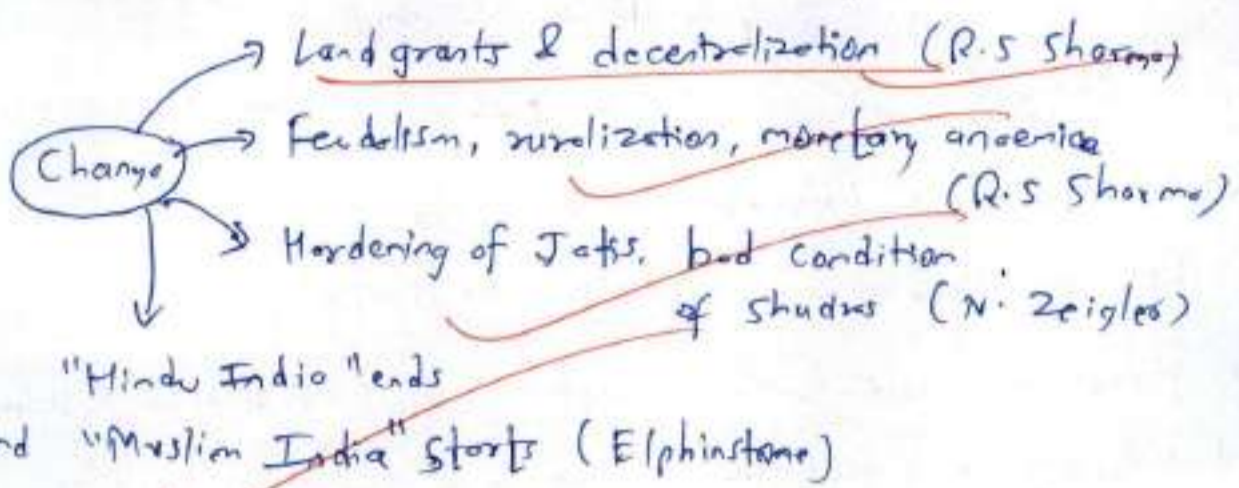 Land grants & decentralization (R.S Sharma)
Change
Feudalism, ruralization, monetary anaemia
(R.S Sharma)
Hardening of Jatis, bad condition
of Shudras (N. Zeigler)
"Hindu India" ends
nd "Muslim India" starts (Elphinstone)